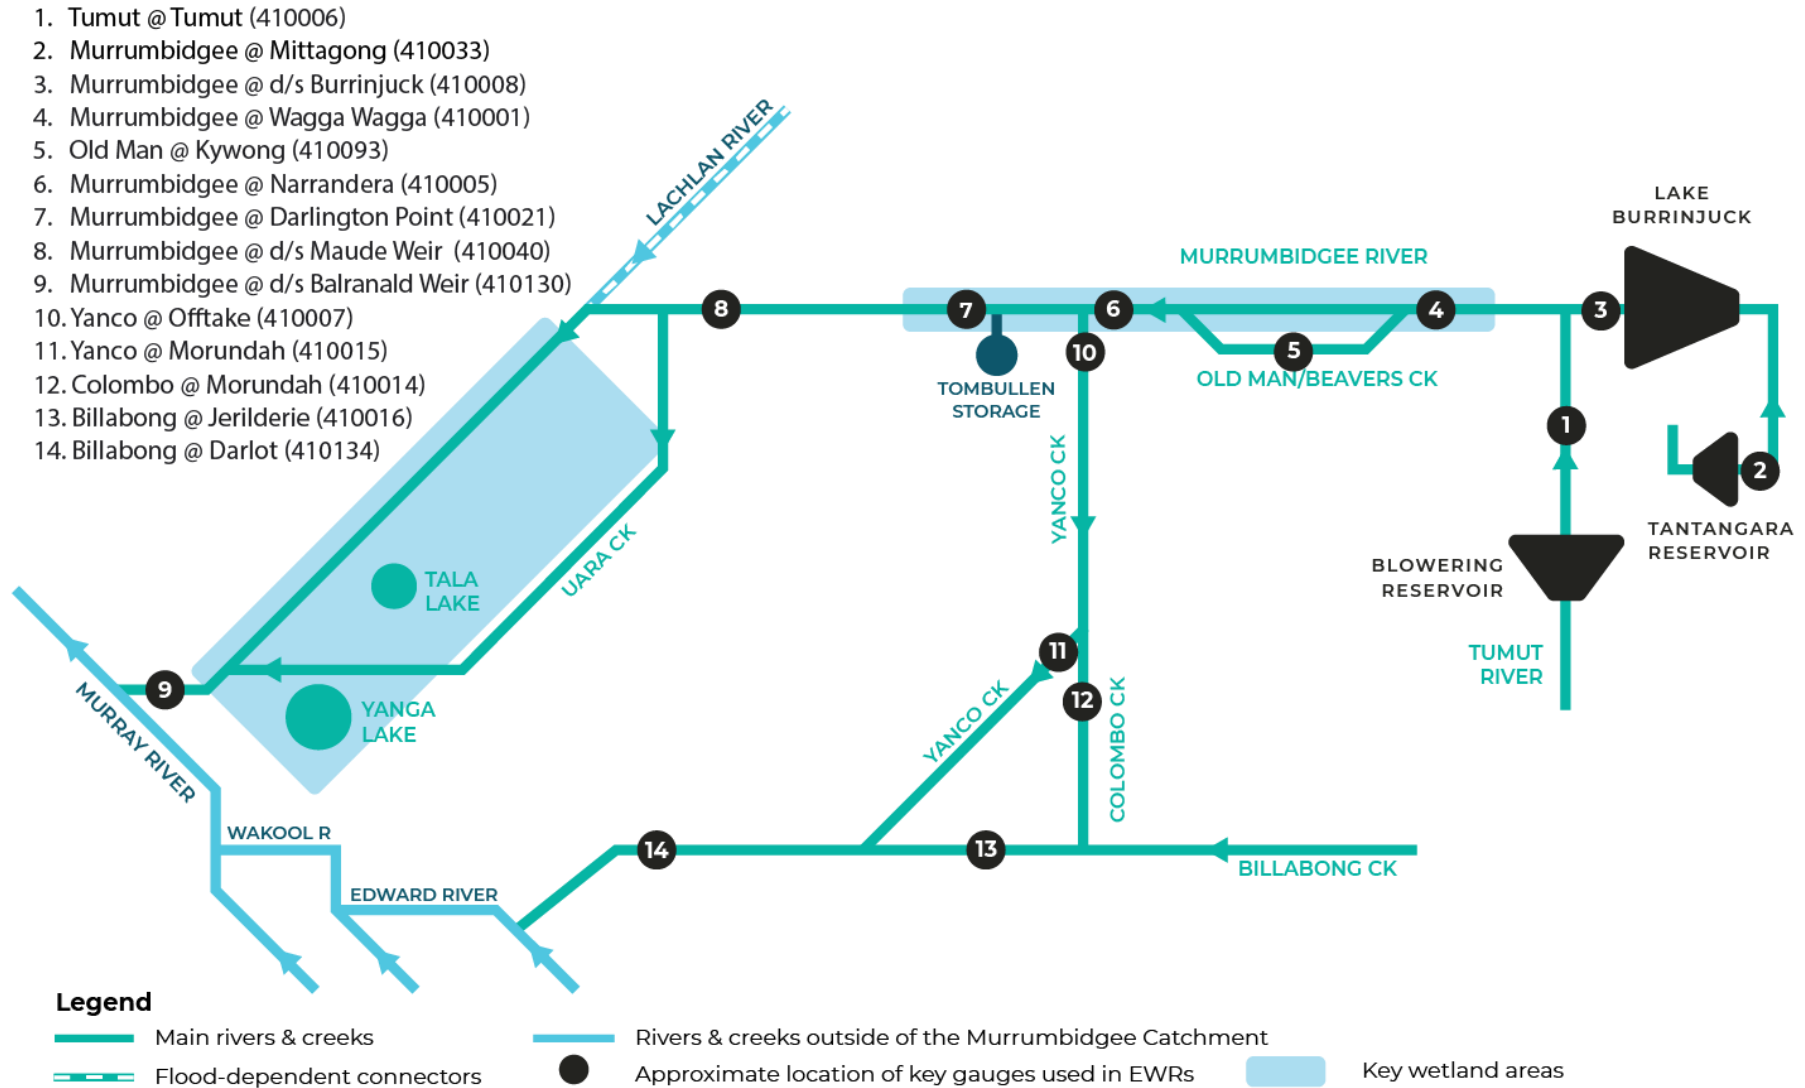 1. Tumut @ Tumut (410006)
2. Murrumbidgee @ Mittagong (410033)
3. Murrumbidgee @ d/s Burrinjuck (410008)
4. Murrumbidgee @ Wagga Wagga (410001)
5. Old Man @ Kywong (410093)
6. Murrumbidgee @ Narrandera (410005)
7. Murrumbidgee @ Darlington Point (410021)
8. Murrumbidgee @ d/s Maude Weir (410040)
9. Murrumbidgee @ d/s Balranald Weir (410130)
10. Yanco @ Offtake (410007)
11. Yanco @ Morundah (410015)
12. Colombo @ Morundah (410014)
13. Billabong @ Jerilderie (410016)
14. Billabong @ Darlot (410134)
LACHLAN RIVER
LAKE
BURRINJUCK
MURRUMBIDGEE RIVER
8
7
6
4
3
10
5
OLD MAN/BEAVERS CK
TOMBULLEN
STORAGE
1
2
YANCO CK
TANTANGARA
RESERVOIR
BLOWERING
RESERVOIR
UARA CK
TALA
LAKE
TUMUT
RIVER
11
12
9
YANGA
LAKE
MURRAY RIVER
YANCO CK
COLOMBO CK
WAKOOL R
14
13
BILLABONG CK
EDWARD RIVER
Legend
Main rivers & creeks
Rivers & creeks outside of the Murrumbidgee Catchment
Flood-dependent connectors
Approximate location of key gauges used in EWRs
Key wetland areas